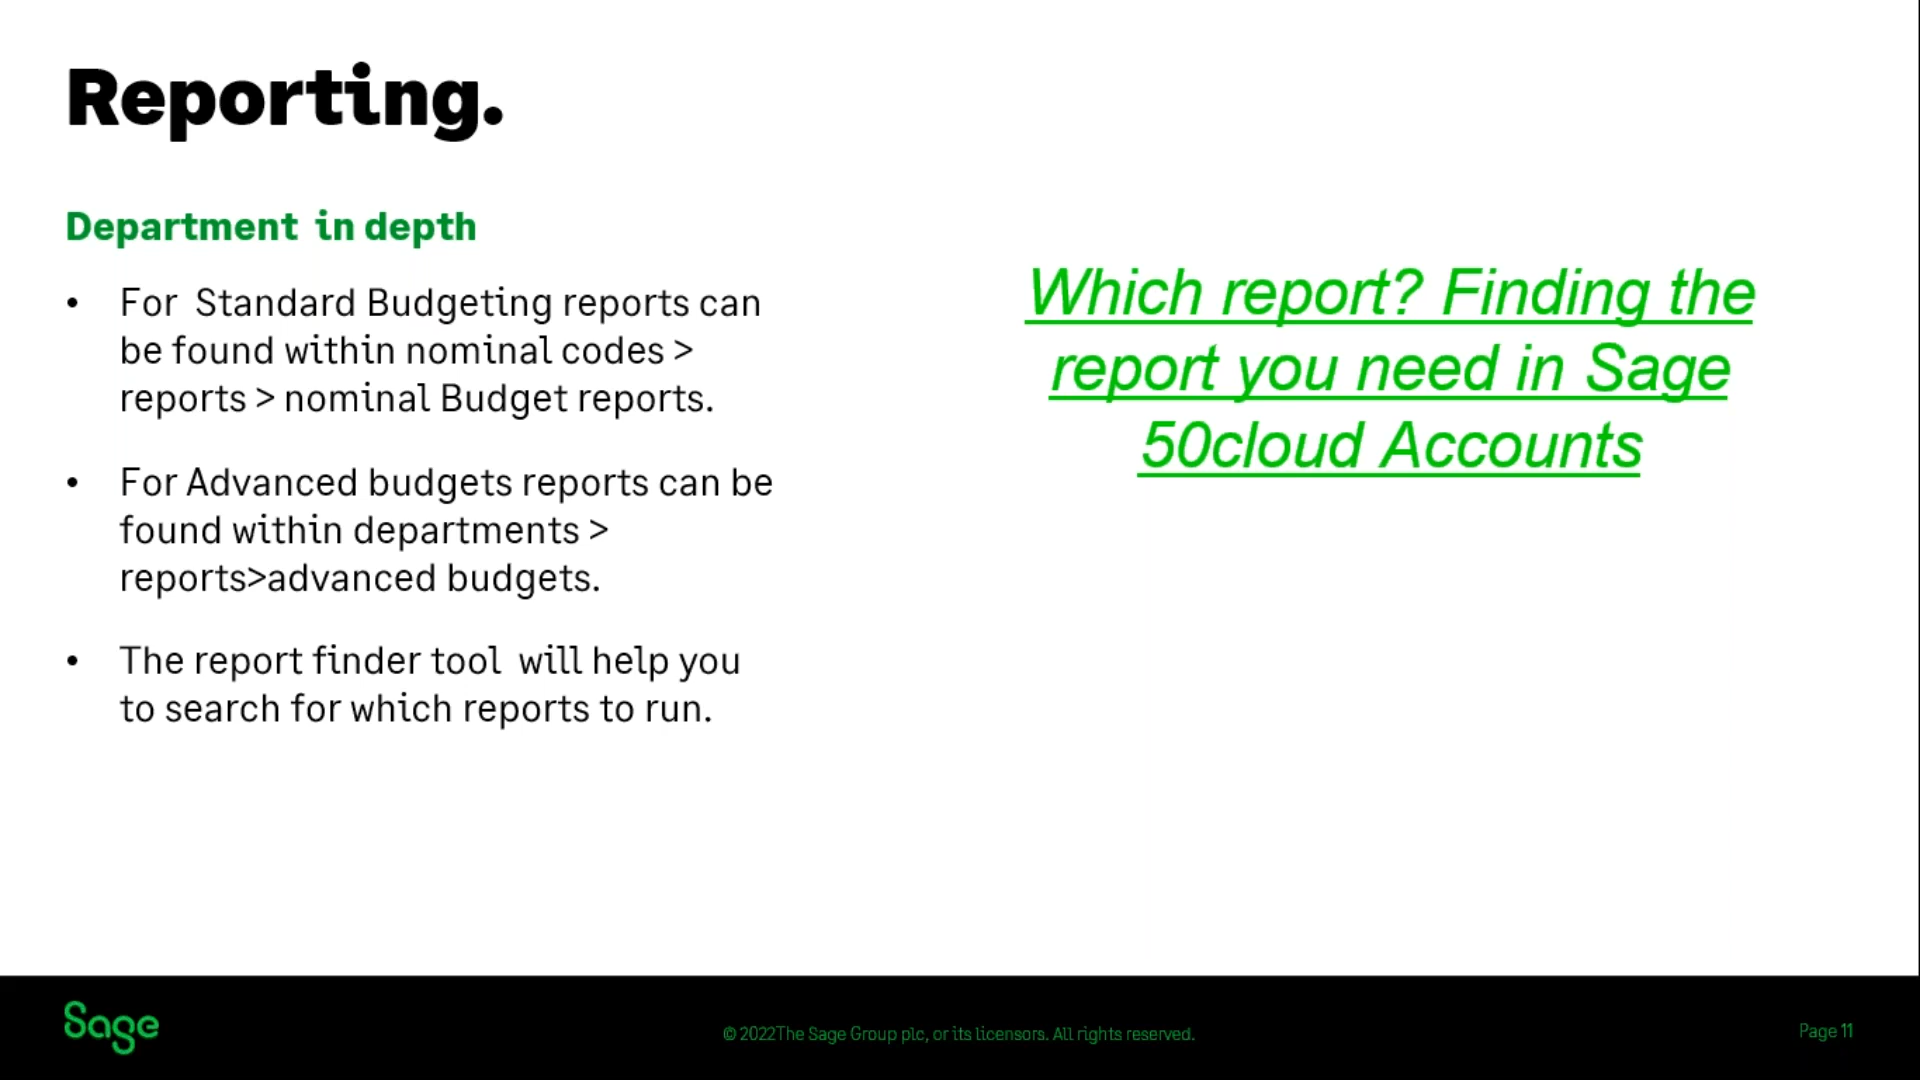 Reporting.
Department in depth
• For Standard Budgeting reports can
be found within nominal codes >
reports > nominal Budget reports.
• For Advanced budgets reports can be
found within departments >
reports>advanced budgets.
• The report finder tool will help you
to search for which reports to run.
Which report? Finding the
report you need in Sage
50cloud Accounts
Sage
© 2022The Sage Group plc, or its licensors. All rights reserved.
Page 11